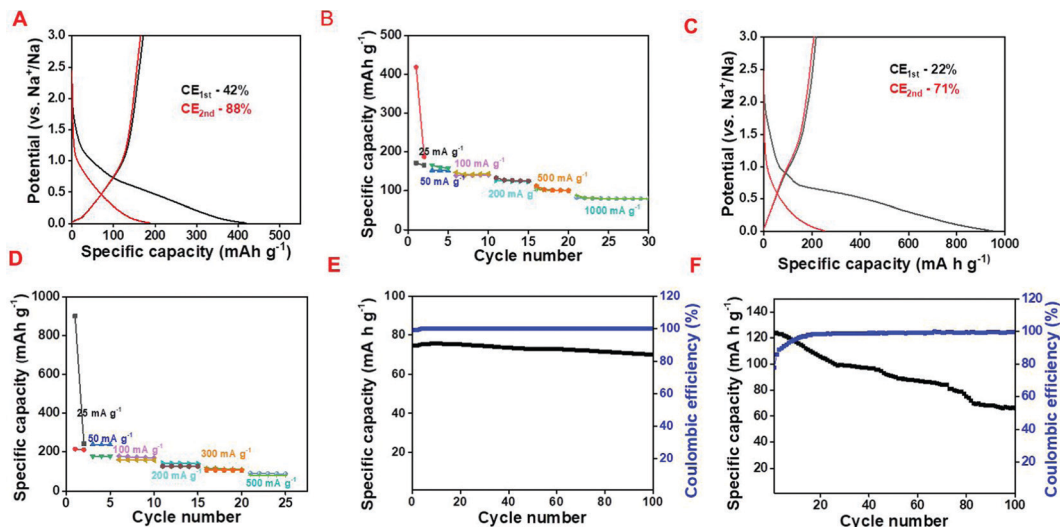 A
Potential (vs. Na⁺/Na)
3.0
2.5
2.0
1.5
1.0
0.5
0.0
CE1st - 42%
CE2nd - 88%
0 100 200 300 400 500
Specific capacity (mAh g⁻¹)
B
Specific capacity (mAh g⁻¹)
500
400
300
200
100
0
25 mA g⁻¹
100 mA g⁻¹
50 mA g⁻¹
200 mA g⁻¹
500 mA g⁻¹
1000 mA g⁻¹
0 5 10 15 20 25 30
Cycle number
C
Potential (vs. Na⁺/Na)
3.0
2.5
2.0
1.5
1.0
0.5
0.0
CE1st - 22%
CE2nd - 71%
0 200 400 600 800 1000
Specific capacity (mA h g⁻¹)
D
Specific capacity (mAh g⁻¹)
1000
800
600
400
200
0
25 mA g⁻¹
50 mA g⁻¹
100 mA g⁻¹
200 mA g⁻¹
300 mA g⁻¹
500 mA g⁻¹
0 5 10 15 20 25
Cycle number
E
Specific capacity (mA h g⁻¹)
100
80
60
40
20
0
120
100
80
60
40
20
Coulombic efficiency (%)
0 20 40 60 80 100
Cycle number
F
Specific capacity (mA h g⁻¹)
140
120
100
80
60
40
20
120
100
80
60
40
20
Coulombic efficiency (%)
20 40 60 80 100
Cycle number